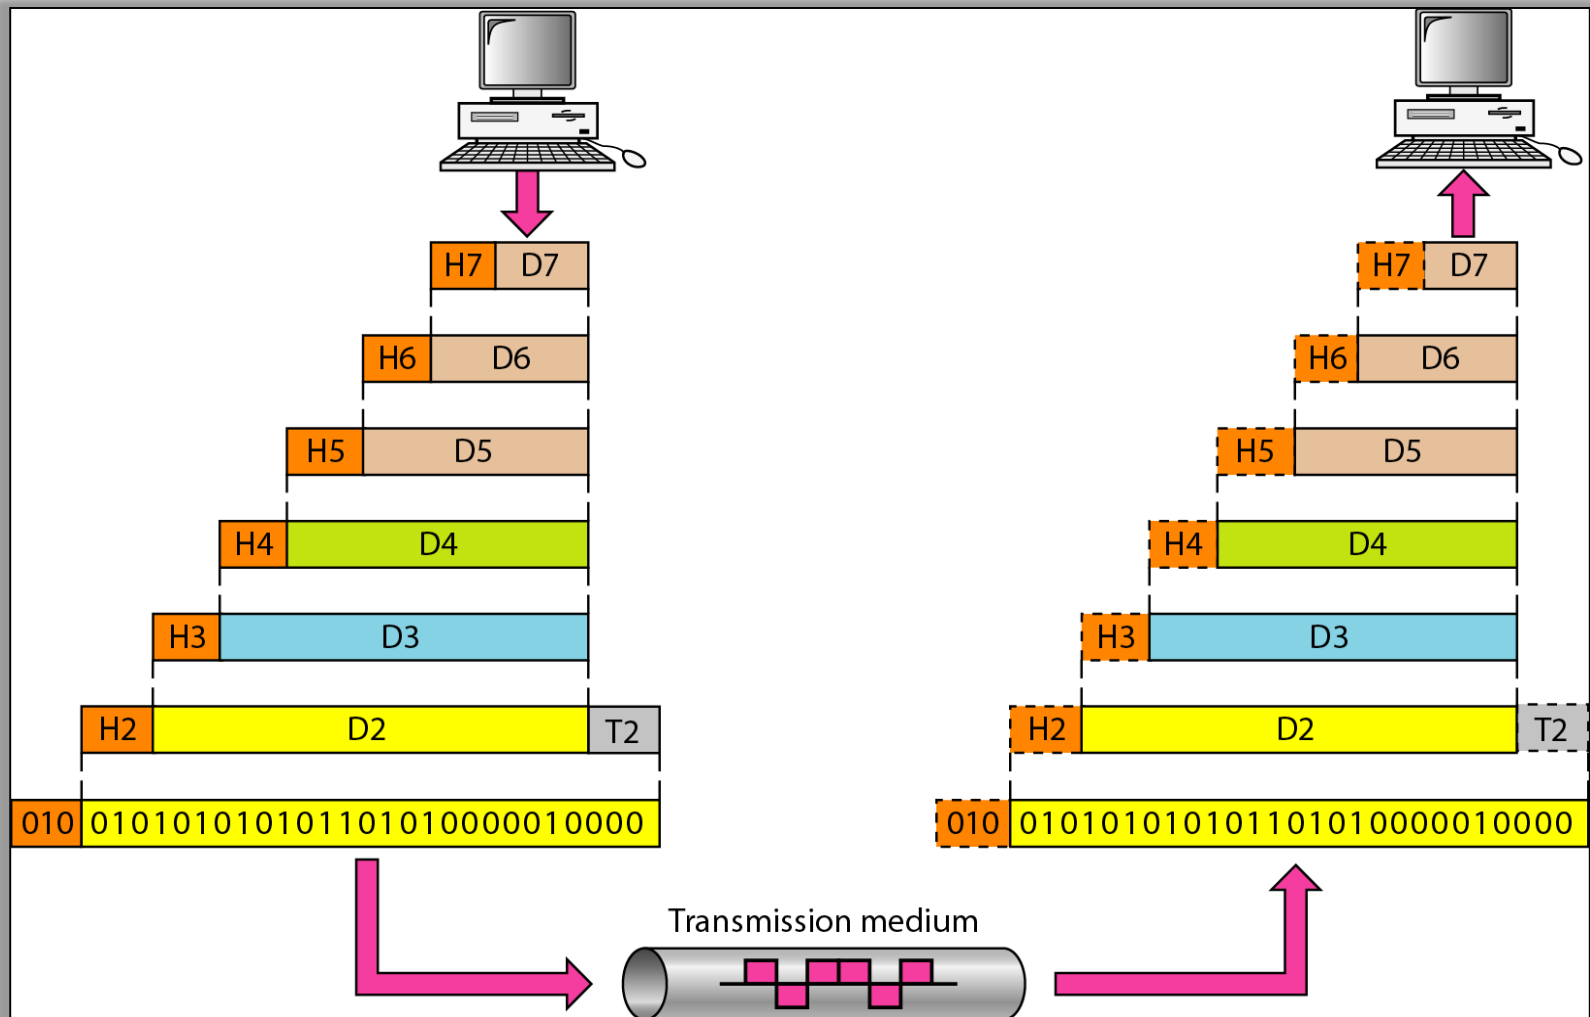 H7 D7 H7 D7
H6 D6 H6 D6
H5 D5 H5 D5
H4 D4 H4 D4
H3 D3 H3 D3
H2 D2 T2 H2 D2 T2
010 010101010101101010000010000 010 010101010101101010000010000
Transmission medium